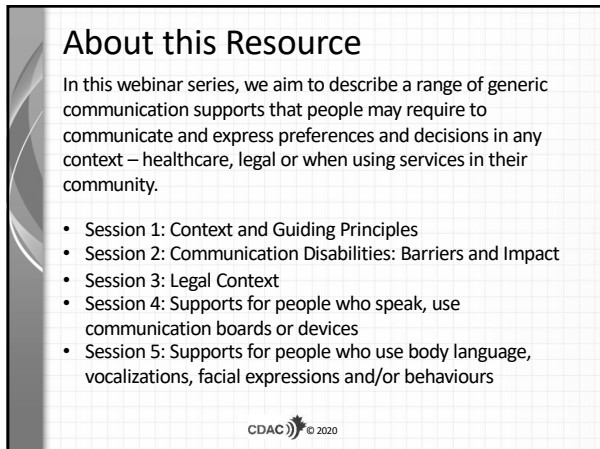 About this Resource
In this webinar series, we aim to describe a range of generic
communication supports that people may require to
communicate and express preferences and decisions in any
context – healthcare, legal or when using services in their
community.
• Session 1: Context and Guiding Principles
• Session 2: Communication Disabilities: Barriers and Impact
• Session 3: Legal Context
• Session 4: Supports for people who speak, use
communication boards or devices
• Session 5: Supports for people who use body language,
vocalizations, facial expressions and/or behaviours
CDAC © 2020